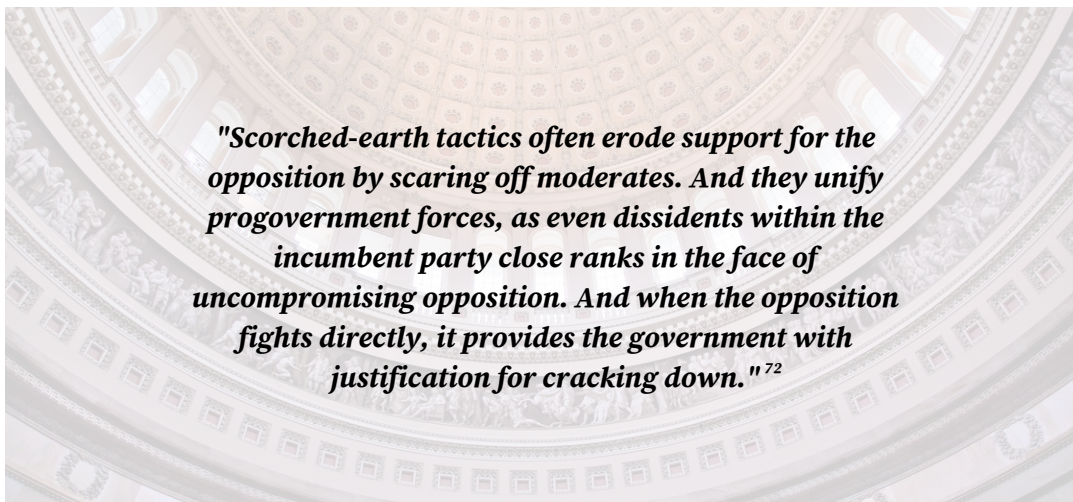 "Scorched-earth tactics often erode support for the
opposition by scaring off moderates. And they unify
progovernment forces, as even dissidents within the
incumbent party close ranks in the face of
uncompromising opposition. And when the opposition
fights directly, it provides the government with
justification for cracking down." 72